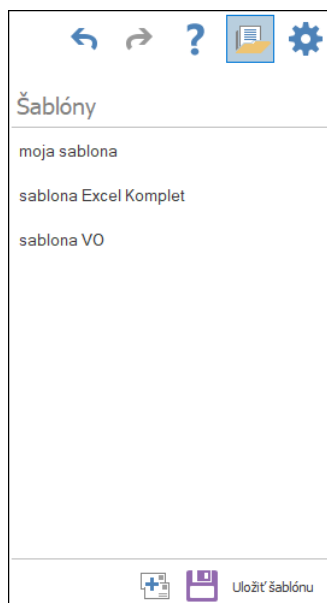 Šablóny
moja sablona
sablona Excel Komplet
sablona VO
Uložiť šablónu